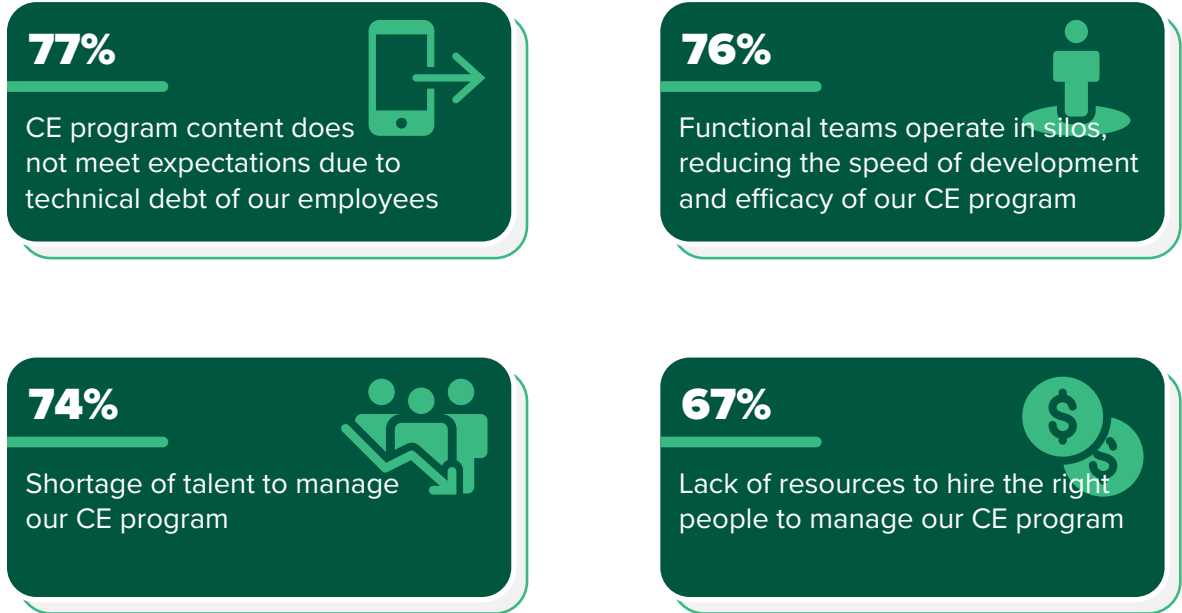 77%
CE program content does
not meet expectations due to
technical debt of our employees
76%
Functional teams operate in silos,
reducing the speed of development
and efficacy of our CE program
74%
Shortage of talent to manage
our CE program
67%
Lack of resources to hire the right
people to manage our CE program
$
$